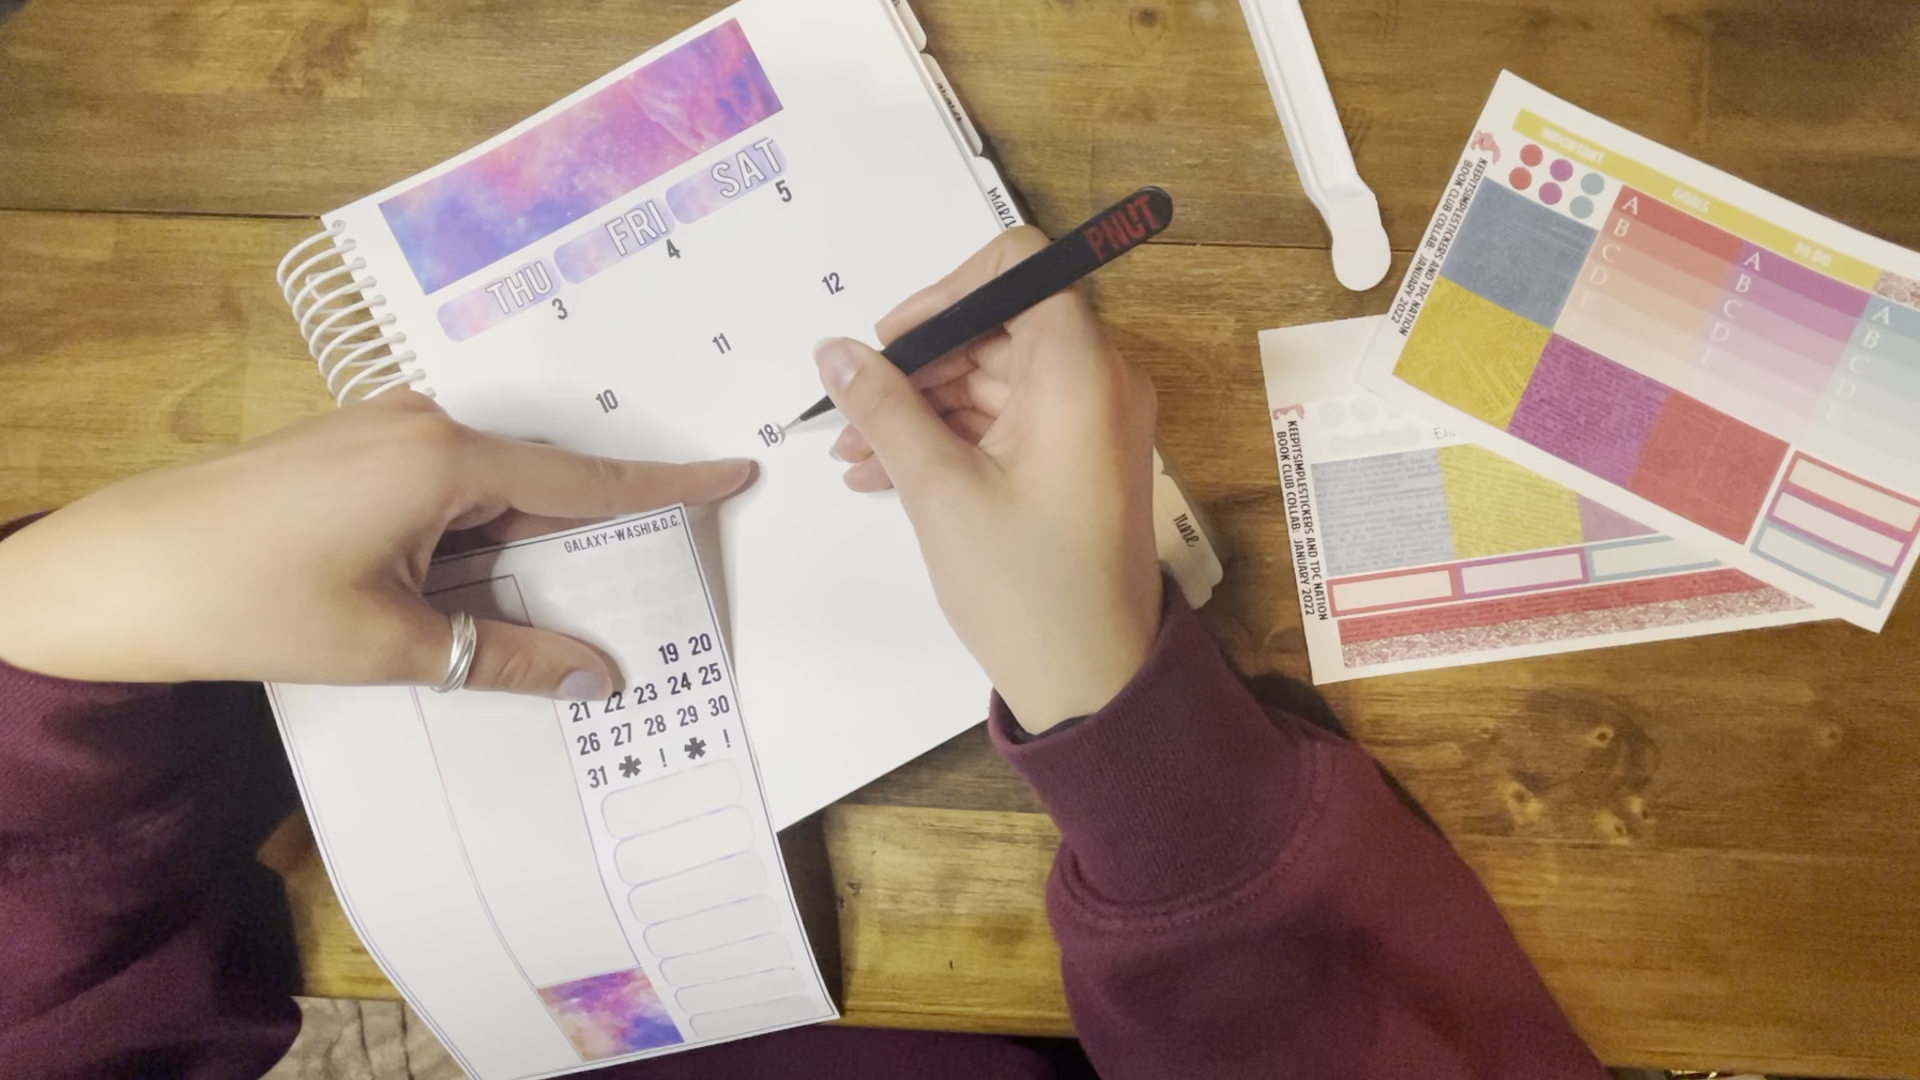 THU FRI SAT
3 4 5
10 11 12
18
PNUT
MARCH
June
GALAXY-WASHI & D.C.
19 20
21 22 23 24 25
26 27 28 29 30
31 * ! * !
IMPORTANT
GOALS
TO DO
KEEPITSIMPLESTICKERS AND TPC NATION
BOOK CLUB COLLAB: JANUARY 2022
A
B
C
D
A
B
C
D
A
B
C
D
KEEPITSIMPLESTICKERS AND TPC NATION
BOOK CLUB COLLAB: JANUARY 2022